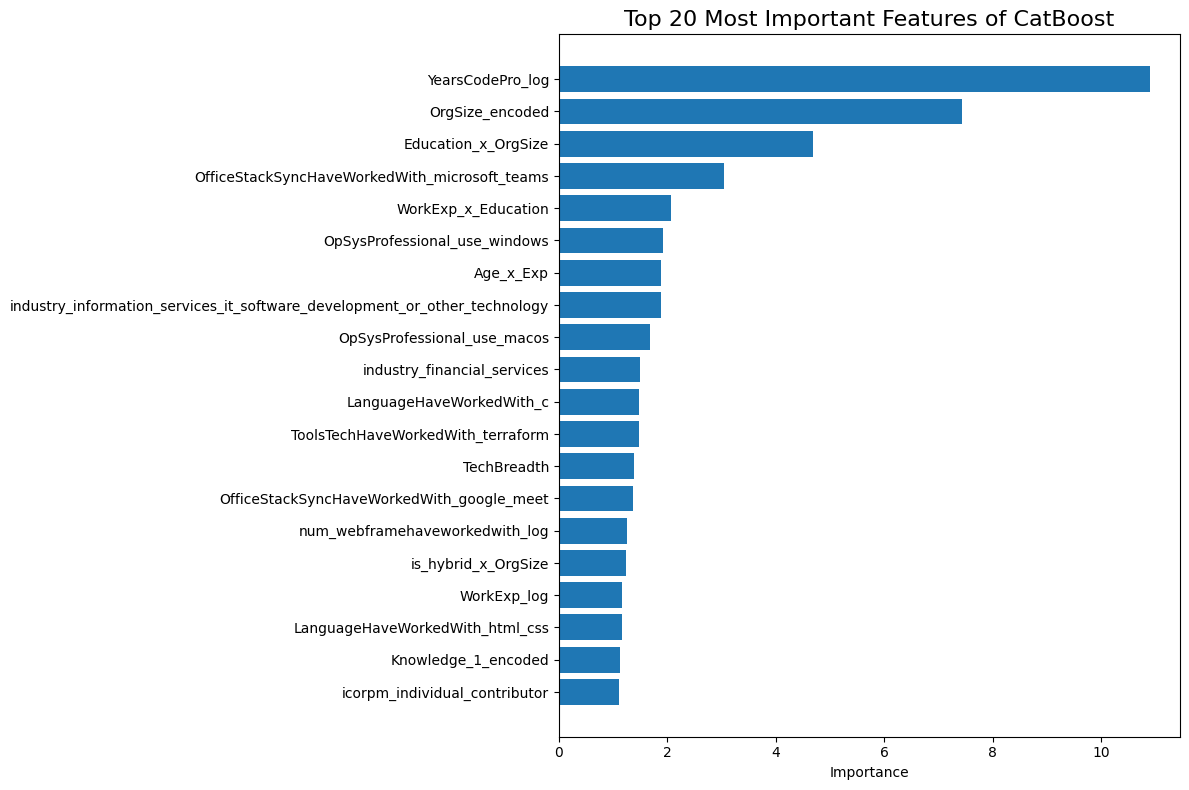 Top 20 Most Important Features of CatBoost
YearsCodePro_log
OrgSize_encoded
Education_x_OrgSize
OfficeStackSyncHaveWorkedWith_microsoft_teams
WorkExp_x_Education
OpSysProfessional_use_windows
Age_x_Exp
industry_information_services_it_software_development_or_other_technology
OpSysProfessional_use_macos
industry_financial_services
LanguageHaveWorkedWith_c
ToolsTechHaveWorkedWith_terraform
TechBreadth
OfficeStackSyncHaveWorkedWith_google_meet
num_webframehaveworkedwith_log
is_hybrid_x_OrgSize
WorkExp_log
LanguageHaveWorkedWith_html_css
Knowledge_1_encoded
icorpm_individual_contributor
0 2 4 6 8 10
Importance